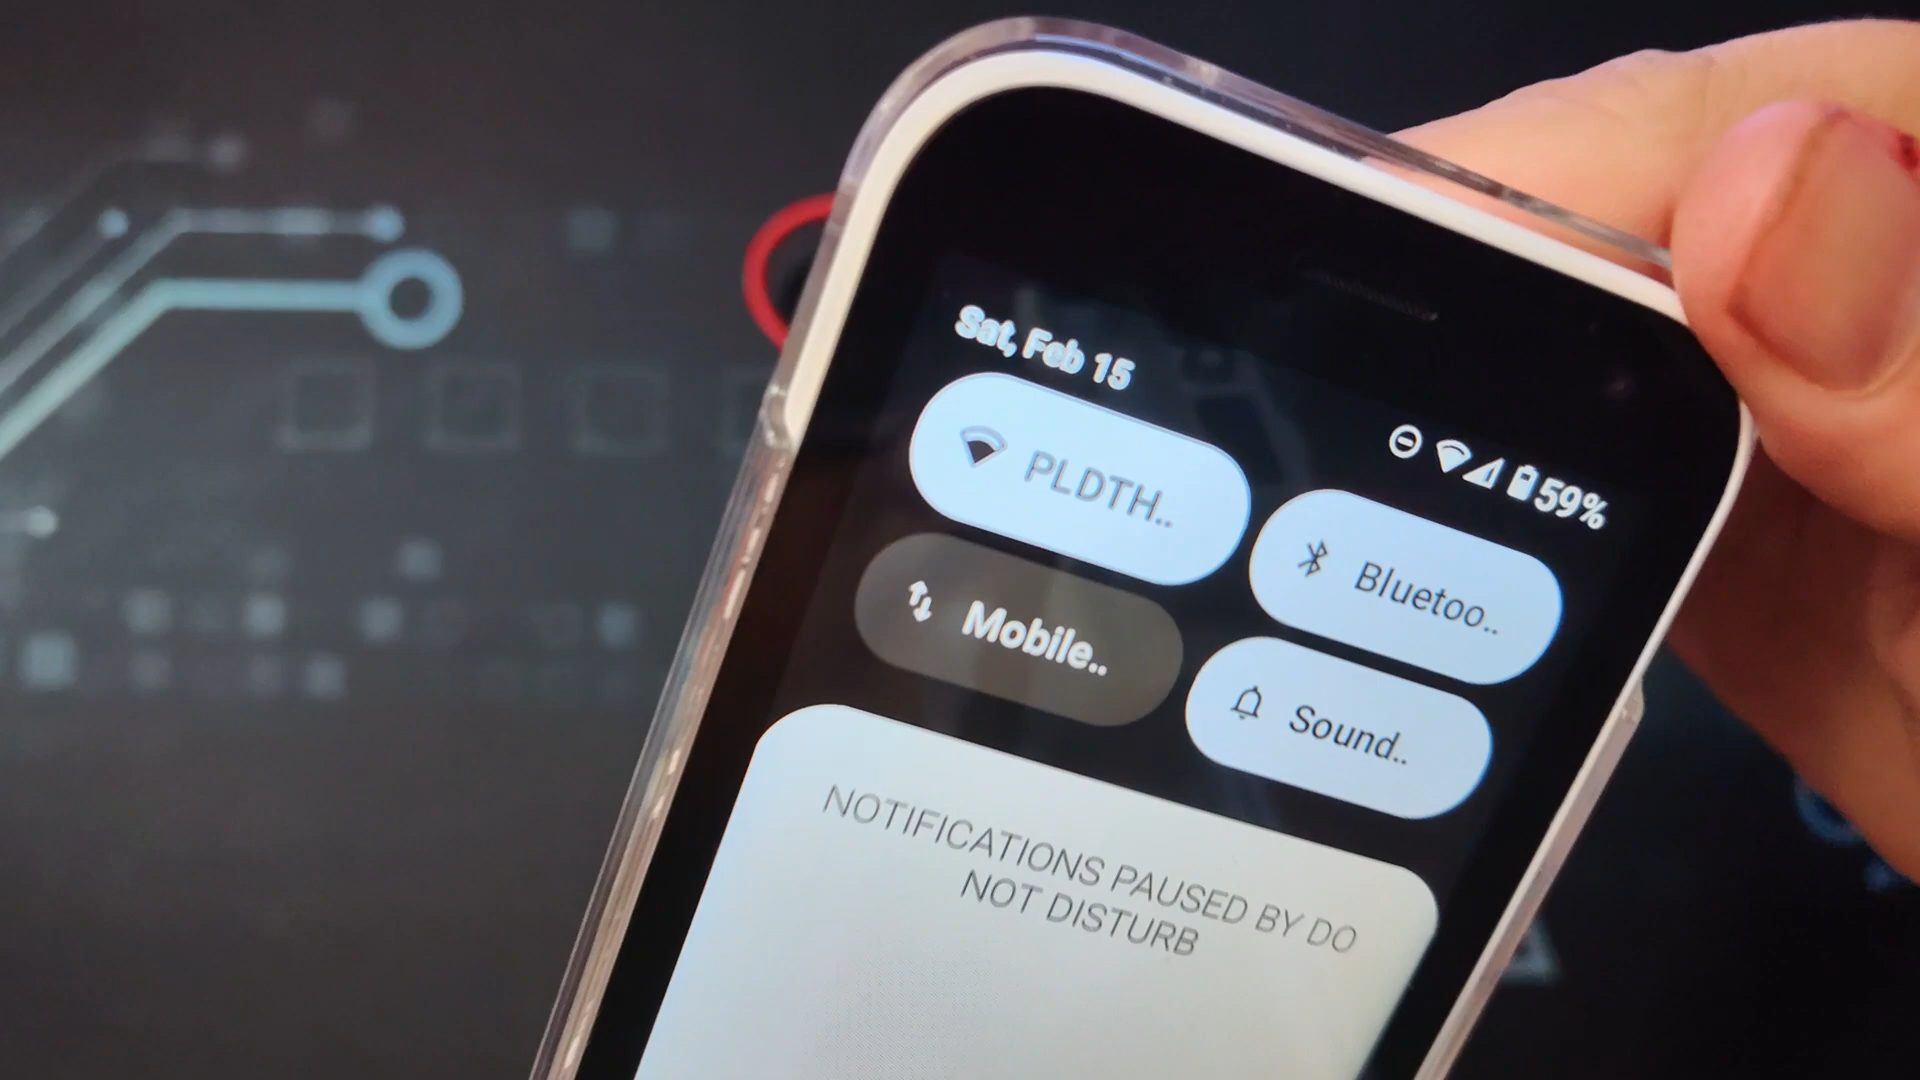 Sat, Feb 15
59%
PLDTH..
Bluetoo..
Mobile..
Sound..
NOTIFICATIONS PAUSED BY DO
NOT DISTURB